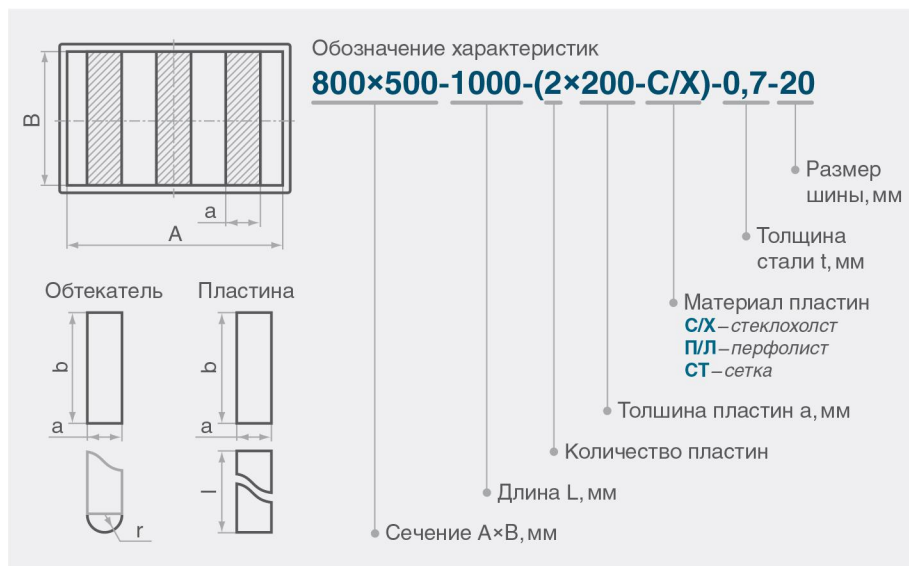 Обозначение характеристик
800×500-1000-(2×200-С/Х)-0,7-20
B
a
A
Размер
шины, мм
Толщина
стали t, мм
Обтекатель
Пластина
Материал пластин
С/Х – стеклохолст
П/Л – перфолист
СТ – сетка
b
b
a
a
Толшина пластин a, мм
Количество пластин
l
Длина L, мм
r
Сечение A×B, мм